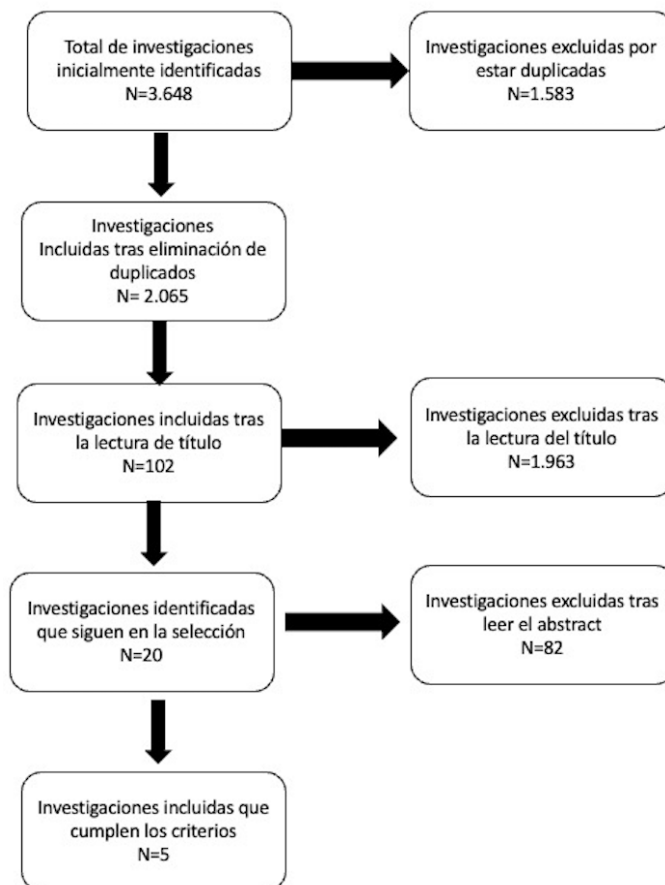 Total de investigaciones
inicialmente identificadas
N=3.648
Investigaciones excluidas por
estar duplicadas
N=1.583
Investigaciones
Incluidas tras eliminación de
duplicados
N= 2.065
Investigaciones incluidas tras
la lectura de título
N=102
Investigaciones excluidas tras
la lectura del título
N=1.963
Investigaciones identificadas
que siguen en la selección
N=20
Investigaciones excluidas tras
leer el abstract
N=82
Investigaciones incluidas que
cumplen los criterios
N=5